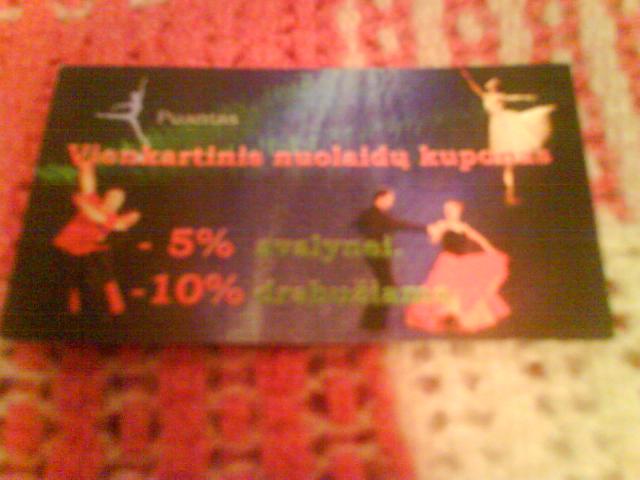 Puantas
Vienkartinis nuolaidų kuponas
- 5% avalynei.
-10% drabužiams.